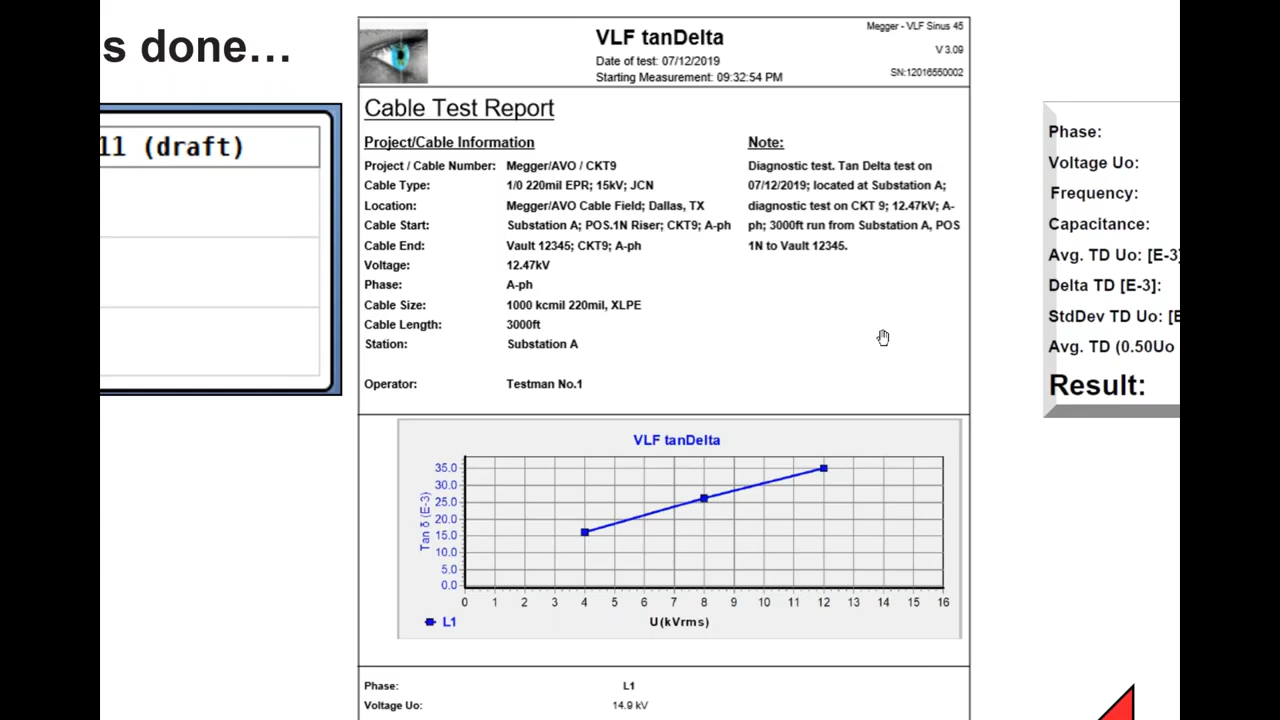 s done…
ll (draft)
VLF tanDelta
Date of test: 07/12/2019
Starting Measurement: 09:32:54 PM
Megger - VLF Sinus 45
V 3.09
SN:12016550002
Cable Test Report
Project/Cable Information
Project / Cable Number: Megger/AVO / CKT9
Cable Type: 1/0 220mil EPR; 15kV; JCN
Location: Megger/AVO Cable Field; Dallas, TX
Cable Start: Substation A; POS.1N Riser; CKT9; A-ph
Cable End: Vault 12345; CKT9; A-ph
Voltage: 12.47kV
Phase: A-ph
Cable Size: 1000 kcmil 220mil, XLPE
Cable Length: 3000ft
Station: Substation A
Operator: Testman No.1
Note:
Diagnostic test. Tan Delta test on
07/12/2019; located at Substation A;
diagnostic test on CKT 9; 12.47kV; A-
ph; 3000ft run from Substation A, POS
1N to Vault 12345.
VLF tanDelta
Tan δ (E-3)
35.0
30.0
25.0
20.0
15.0
10.0
5.0
0.0
0 1 2 3 4 5 6 7 8 9 10 11 12 13 14 15 16
L1
U(kVrms)
Phase: L1
Voltage Uo: 14.9 kV
Phase:
Voltage Uo:
Frequency:
Capacitance:
Avg. TD Uo: [E-3]
Delta TD [E-3]:
StdDev TD Uo: [E
Avg. TD (0.50Uo
Result: